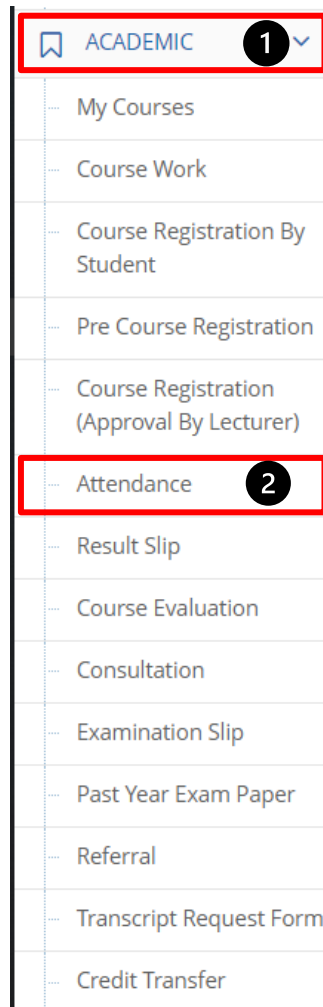 ACADEMIC 1
My Courses
Course Work
Course Registration By
Student
Pre Course Registration
Course Registration
(Approval By Lecturer)
Attendance 2
Result Slip
Course Evaluation
Consultation
Examination Slip
Past Year Exam Paper
Referral
Transcript Request Form
Credit Transfer